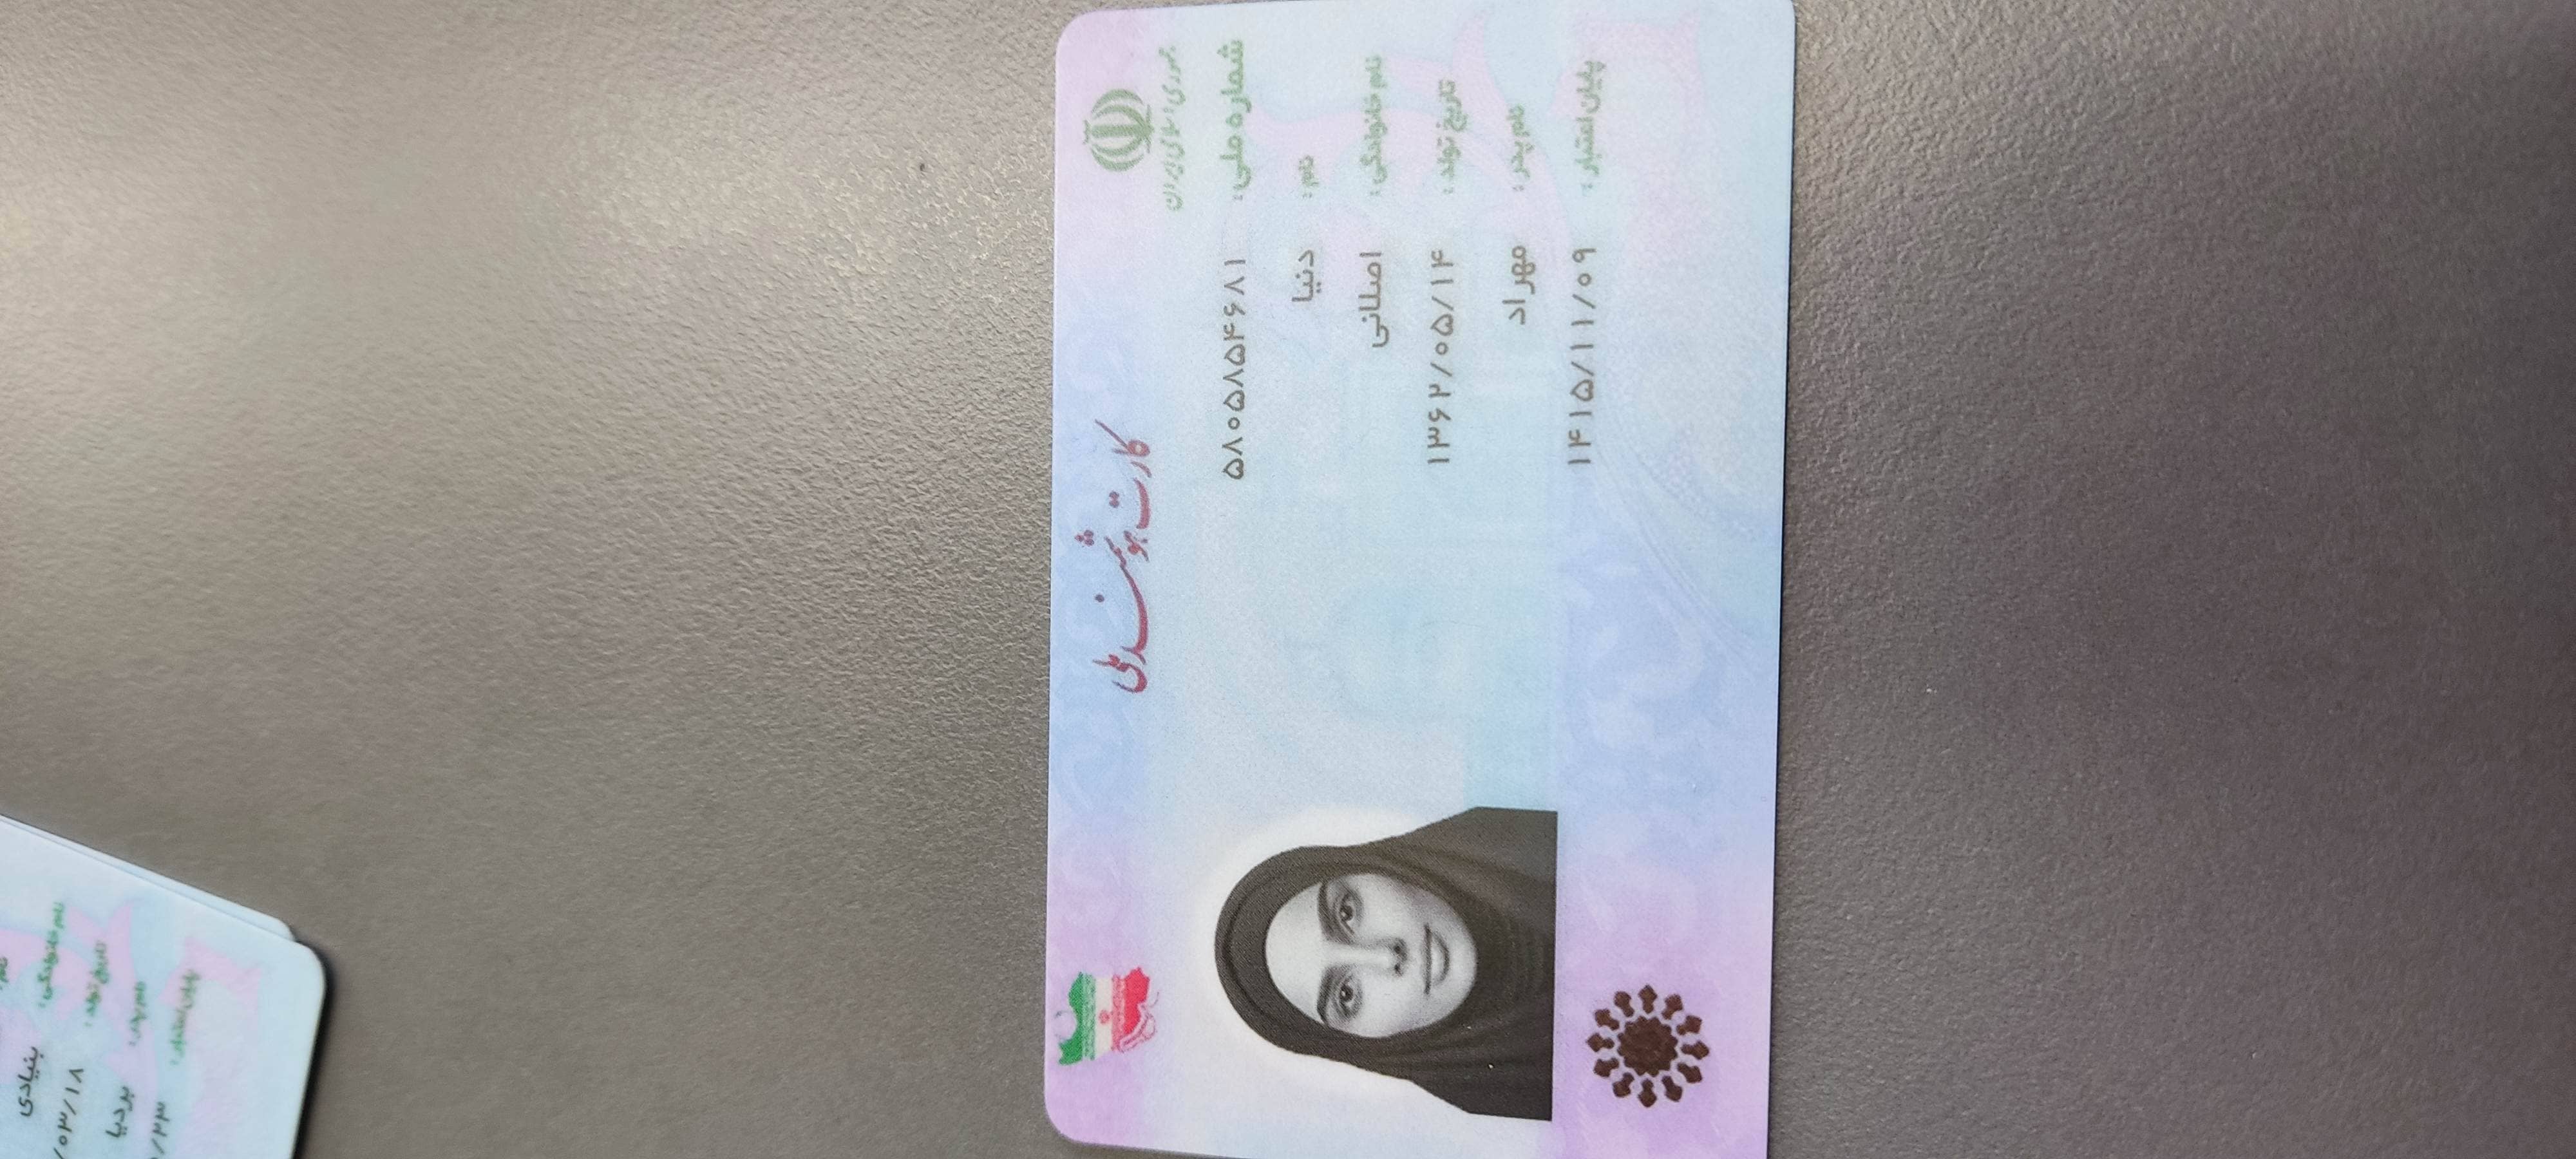 جمهوری اسلامی ایران
کارت هوشمند ملی
شماره ملی: ۵۸۰۵۸۵۴۶۸۱
نام: دنیا
نام خانوادگی: اصلانی
تاریخ تولد: ۱۳۶۲/۰۵/۱۴
نام پدر: مهراد
پایان اعتبار: ۱۴۱۵/۱۱/۰۹
نام خانوادگی: بنیادی
تاریخ تولد: /۰۳/۱۸
نام پدر: بردیا
پایان اعتبار: /۲۳